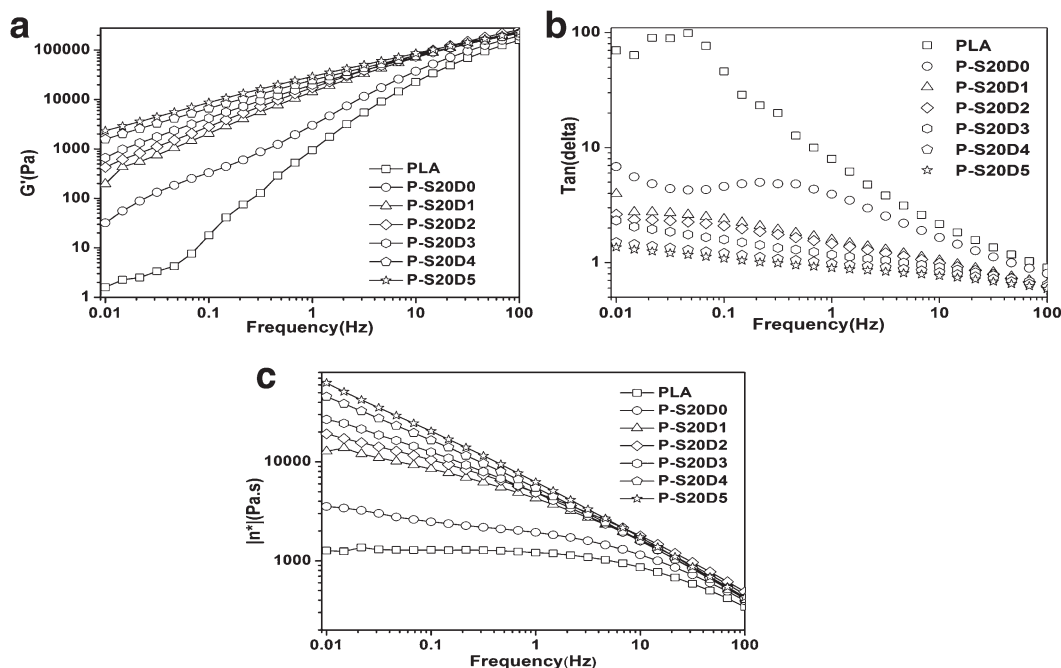 a
G'(Pa)
100000
10000
1000
100
10
1
PLA
P-S20D0
P-S20D1
P-S20D2
P-S20D3
P-S20D4
P-S20D5
0.01
0.1
1
10
100
Frequency(Hz)
b
Tan(delta)
100
10
1
PLA
P-S20D0
P-S20D1
P-S20D2
P-S20D3
P-S20D4
P-S20D5
0.01
0.1
1
10
100
Frequency(Hz)
c
|n*|(Pa.s)
10000
1000
PLA
P-S20D0
P-S20D1
P-S20D2
P-S20D3
P-S20D4
P-S20D5
0.01
0.1
1
10
100
Frequency(Hz)